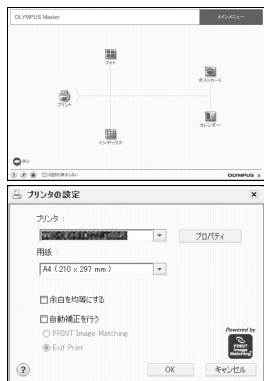 OLYMPUS Master
メインメニュー
フォト
ポストカード
プリント
カレンダー
インデックス
戻る
OLYMPUS
プリンタの設定
プリンタ :
プロパティ
用紙 :
A4 ( 210 x 297 mm )
余白を均等にする
自動補正を行う
PRINT Image Matching
Exif Print
Powered by
PRINT
Image
Matching
?
OK
キャンセル